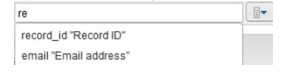 re
record_id "Record ID"
email "Email address"